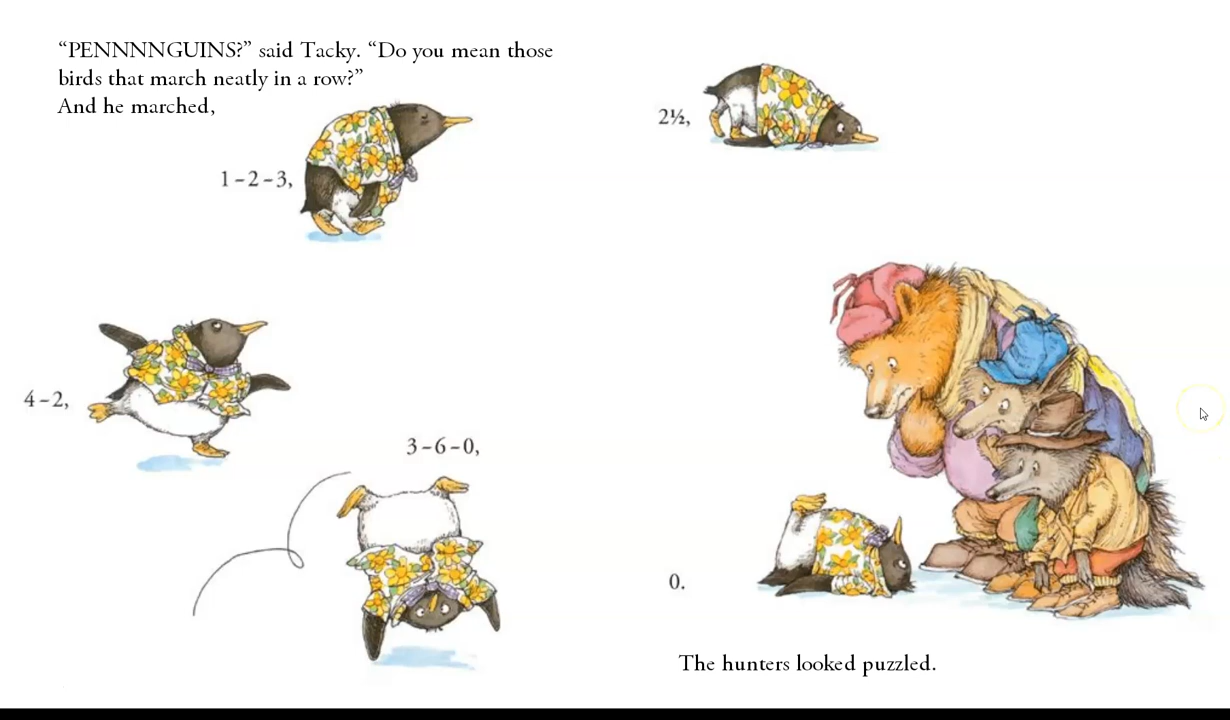 “PENNNNGUINS?” said Tacky. “Do you mean those
birds that march neatly in a row?”
And he marched,
1-2-3,
4-2,
3-6-0,
2½,
0.
The hunters looked puzzled.